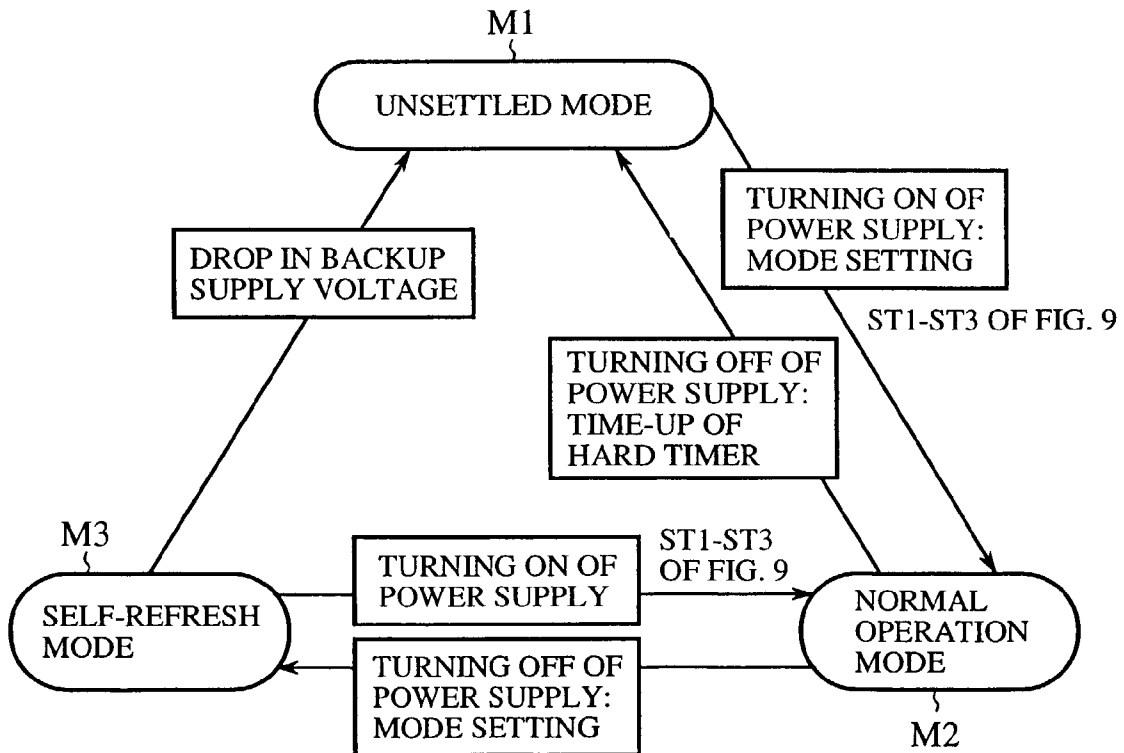 M1
UNSETTLED MODE
TURNING ON OF
POWER SUPPLY:
MODE SETTING
DROP IN BACKUP
SUPPLY VOLTAGE
ST1-ST3 OF FIG. 9
TURNING OFF OF
POWER SUPPLY:
TIME-UP OF
HARD TIMER
M3
SELF-REFRESH
MODE
TURNING ON OF
POWER SUPPLY
ST1-ST3
OF FIG. 9
NORMAL
OPERATION
MODE
TURNING OFF OF
POWER SUPPLY:
MODE SETTING
M2